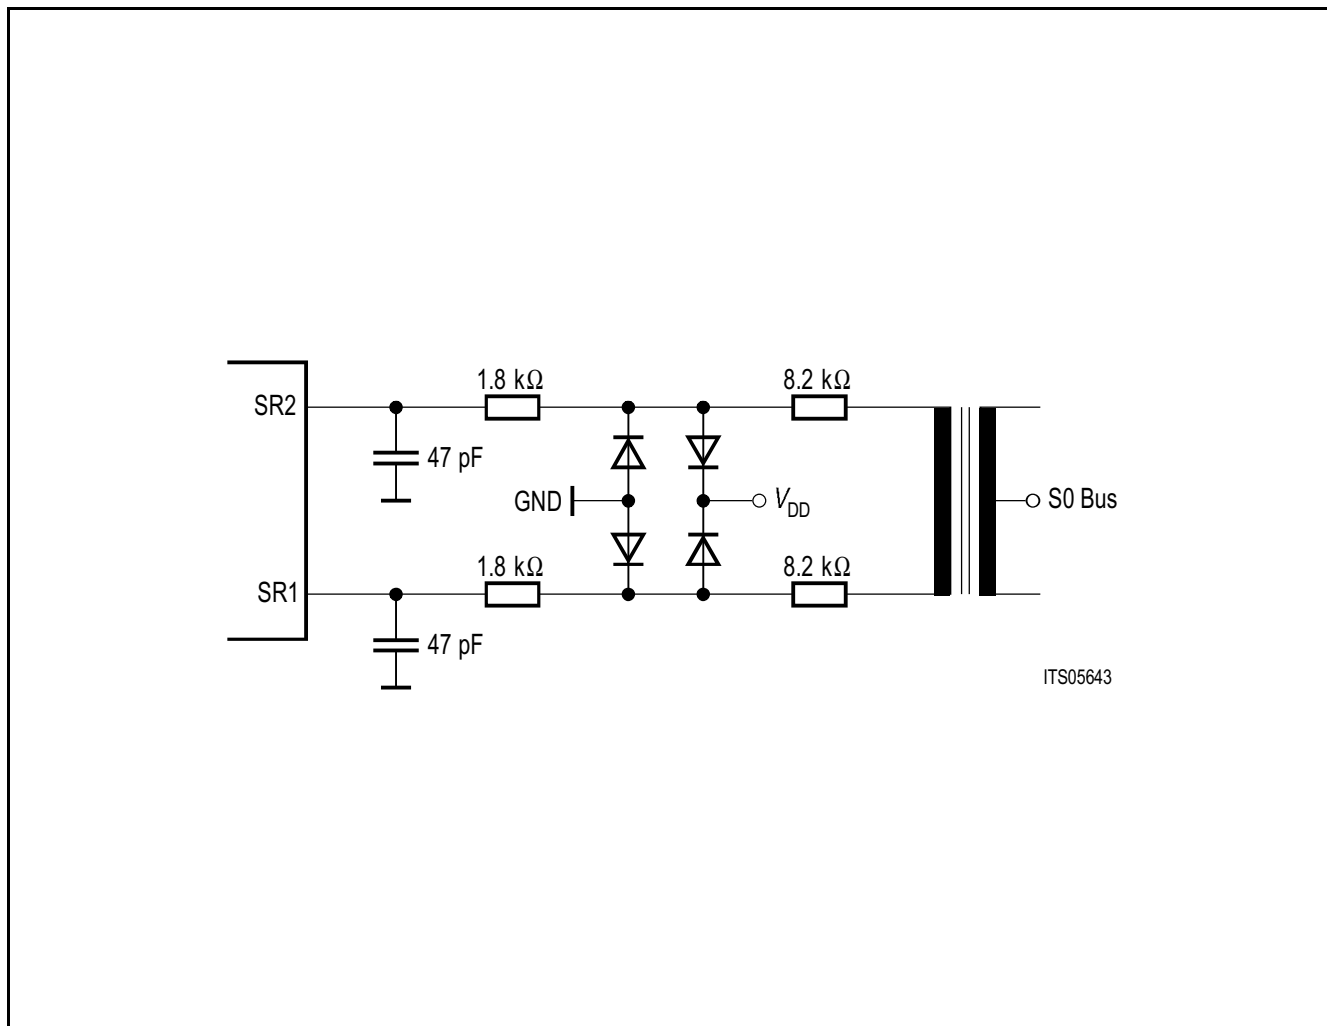 1.8 kΩ
8.2 kΩ
SR2
47 pF
GND
VDD
S0 Bus
1.8 kΩ
8.2 kΩ
SR1
47 pF
ITS05643